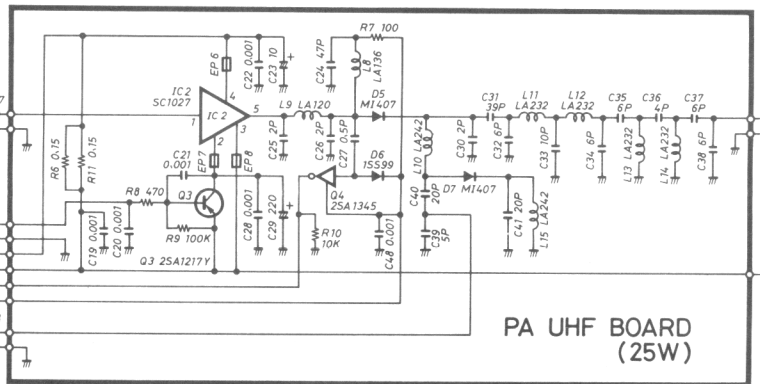 R7 100
EP6
C22 0.001
C23 10
+
C24 47P
L8
LA136
IC2
SC1027
IC 2
1
4
5
2
3
L9 LA120
D5
MI407
C31
39P
L11
LA232
L12
LA232
C35
6P
C36
4P
C37
6P
R6 0.15
R11 0.15
C25 2P
C26 2P
C27 0.5P
L10 LA242
C30 2P
C32 6P
C33 10P
C34 6P
L13 LA232
L14 LA232
C38 6P
C21
0.001
EP7
EP8
D6
1SS99
D7 MI407
R8 470
Q3
C28 0.001
C29 220
+
Q4
2SA1345
C40
20P
C41 20P
L15 LA242
C19 0.001
C20 0.001
R9 100K
R10
10K
C48 0.001
C39
5P
Q3 2SA1217Y
PA UHF BOARD
(25W)